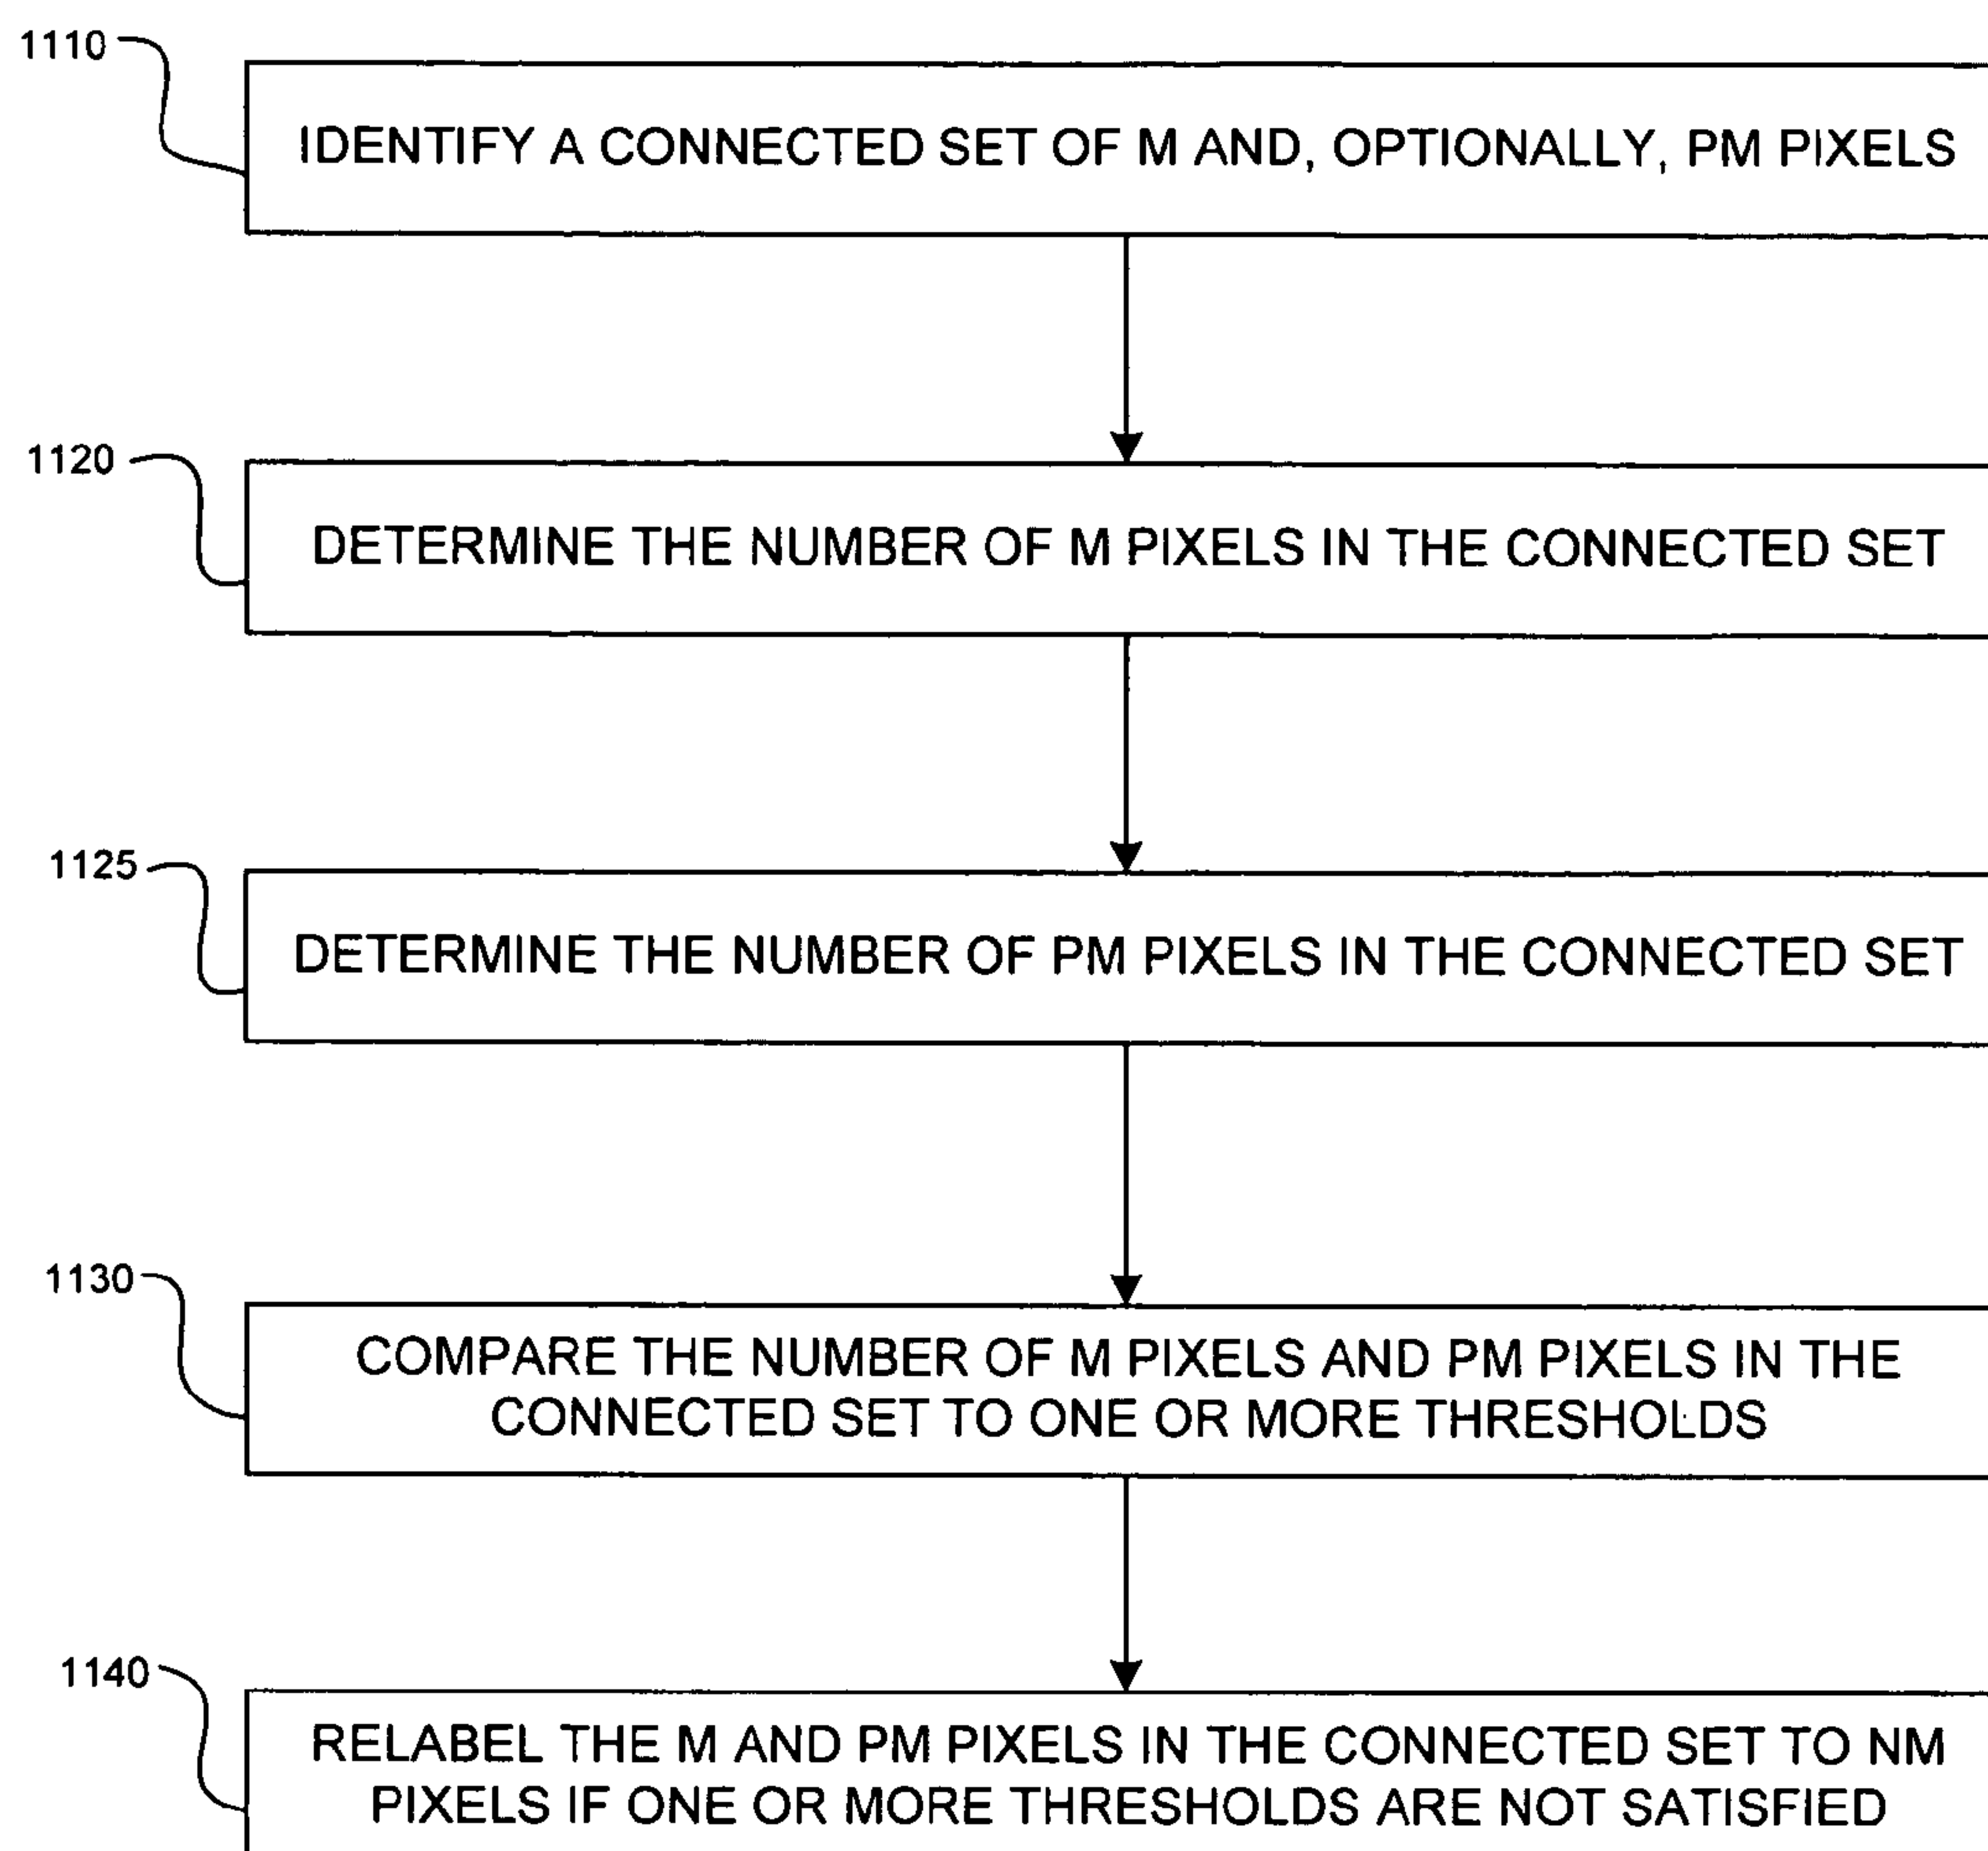 1110
IDENTIFY A CONNECTED SET OF M AND, OPTIONALLY, PM PIXELS
1120
DETERMINE THE NUMBER OF M PIXELS IN THE CONNECTED SET
1125
DETERMINE THE NUMBER OF PM PIXELS IN THE CONNECTED SET
1130
COMPARE THE NUMBER OF M PIXELS AND PM PIXELS IN THE
CONNECTED SET TO ONE OR MORE THRESHOLDS
1140
RELABEL THE M AND PM PIXELS IN THE CONNECTED SET TO NM
PIXELS IF ONE OR MORE THRESHOLDS ARE NOT SATISFIED